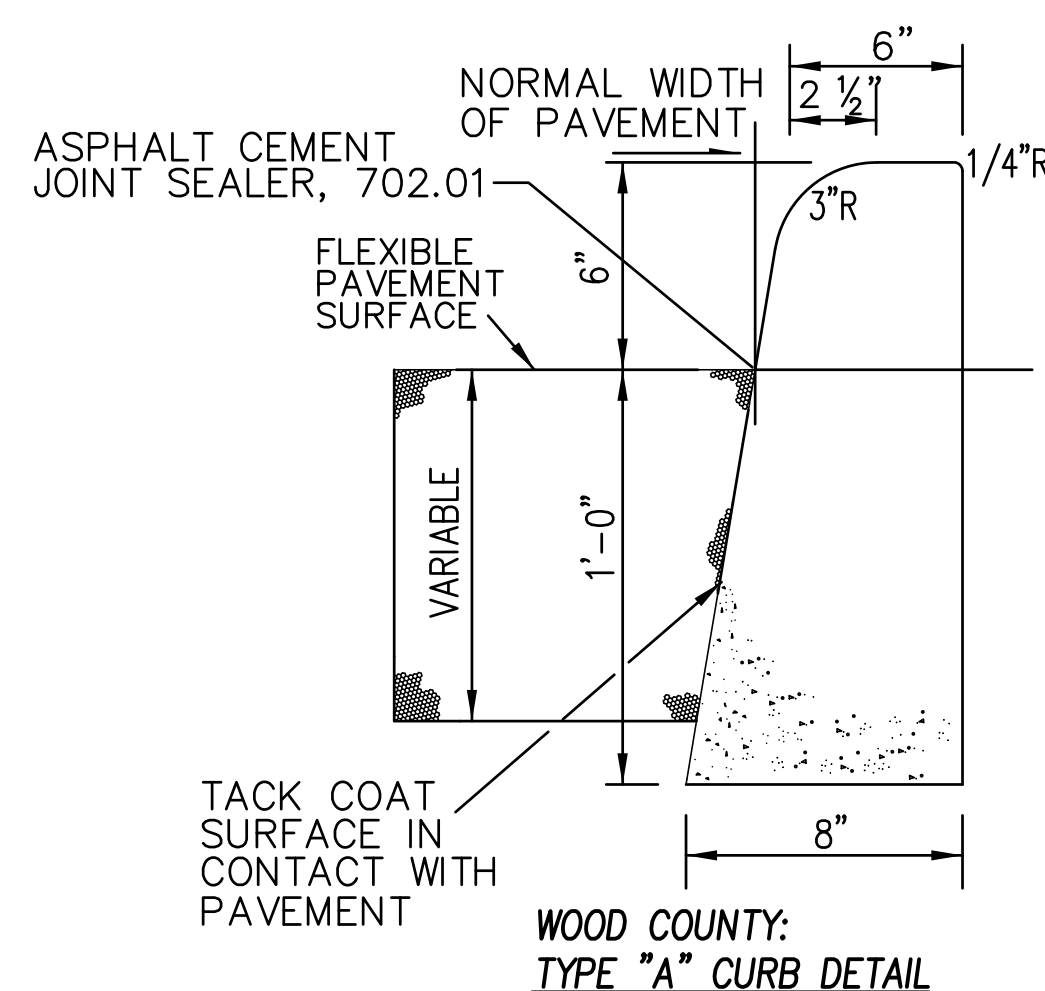 6”
2 ½”
NORMAL WIDTH
OF PAVEMENT
ASPHALT CEMENT
JOINT SEALER, 702.01
1/4”R
3”R
FLEXIBLE
PAVEMENT
SURFACE
6”
VARIABLE
1’-0”
TACK COAT
SURFACE IN
CONTACT WITH
PAVEMENT
8”
WOOD COUNTY:
TYPE ”A” CURB DETAIL